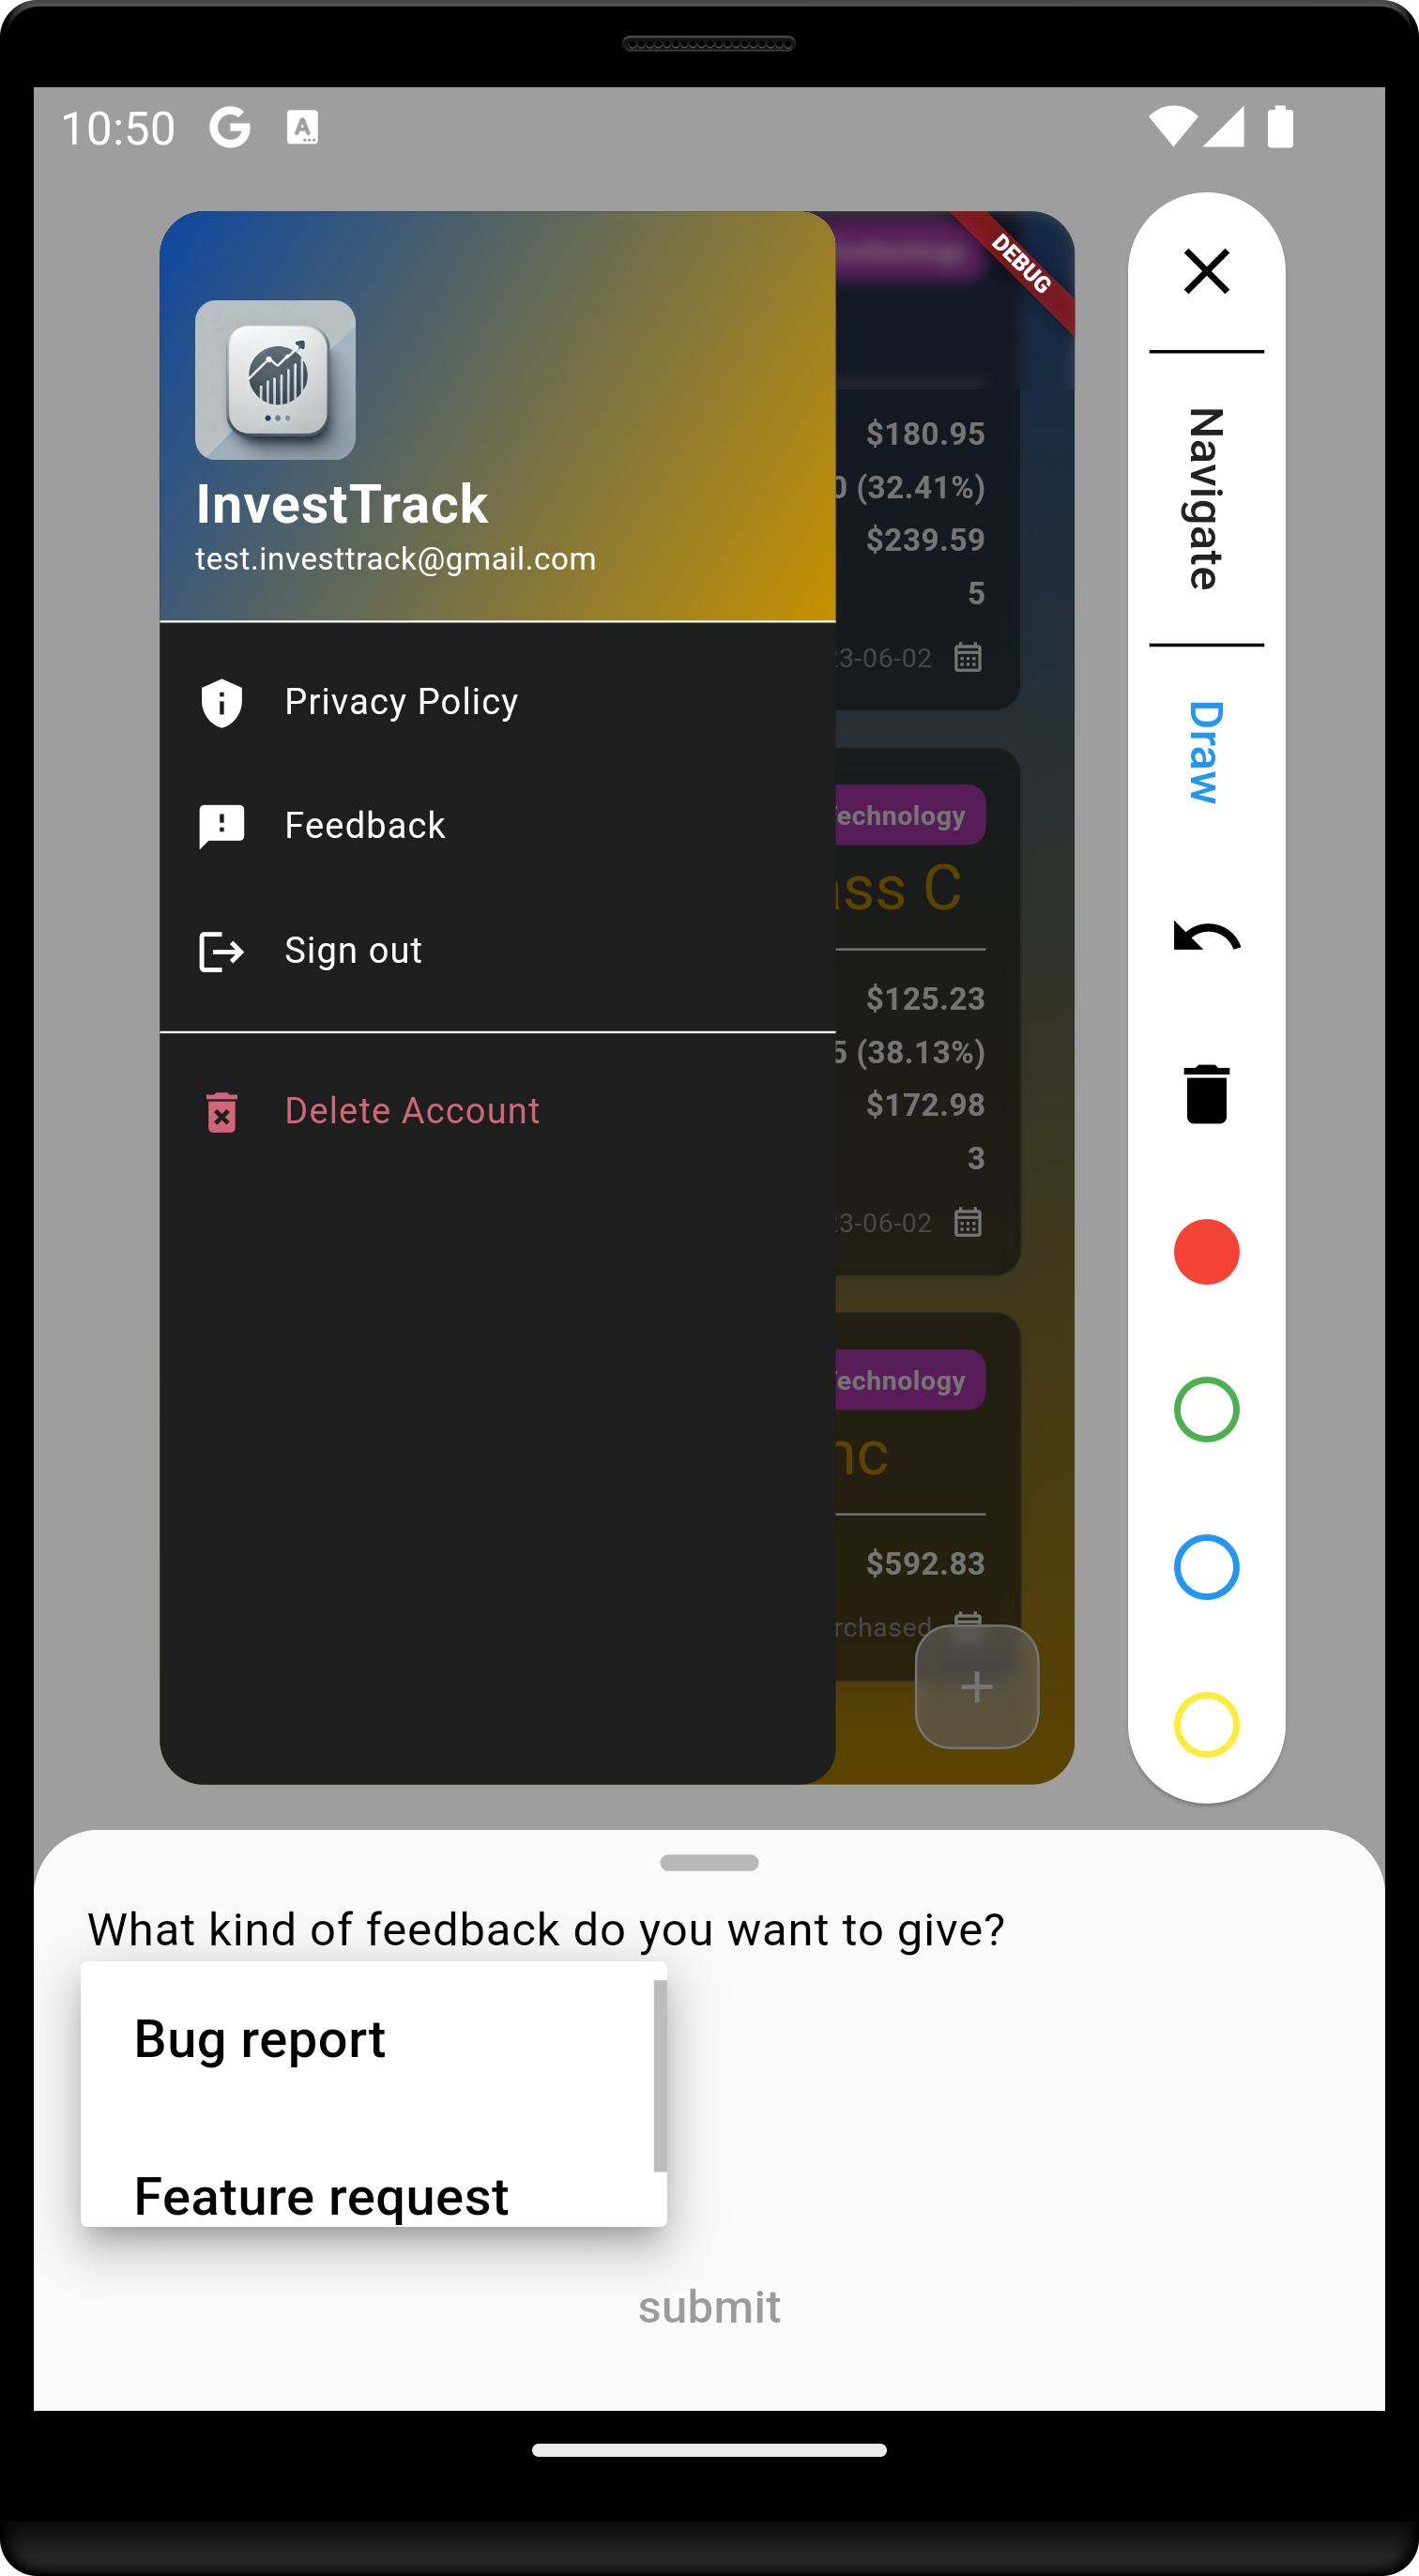 10:50
DEBUG
InvestTrack
test.investtrack@gmail.com
Privacy Policy
Feedback
Sign out
Delete Account
$180.95
0 (32.41%)
$239.59
5
23-06-02
echnology
ass C
$125.23
5 (38.13%)
$172.98
3
23-06-02
echnology
nc
$592.83
rchased
+
Navigate
Draw
What kind of feedback do you want to give?
Bug report
Feature request
submit